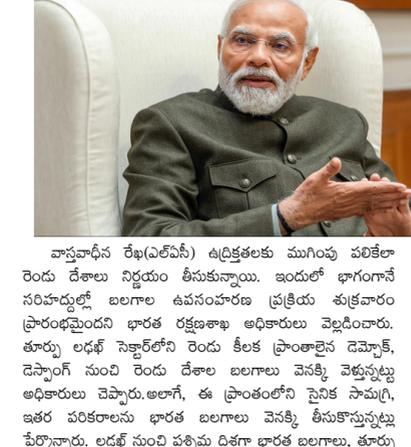 వాస్తవాధీన రేఖ(ఎల్ఏసీ) ఉద్రిక్తతలకు ముగింపు పలికేలా
రెండు దేశాలు నిర్ణయం తీసుకున్నాయి. ఇందులో భాగంగానే
సరిహద్దుల్లో బలగాల ఉపసంహరణ ప్రక్రియ శుక్రవారం
ప్రారంభమైందని భారత రక్షణశాఖ అధికారులు వెల్లడించారు.
తూర్పు లఢఖ్ సెక్టార్‌లోని రెండు కీలక ప్రాంతాలైన డెమ్చోక్,
డెస్పాంగ్ నుంచి రెండు దేశాల బలగాలు వెనక్కి వెళ్తున్నట్టు
అధికారులు చెప్పారు.అలాగే, ఈ ప్రాంతంలోని సైనిక సామగ్రి,
ఇతర పరికరాలను భారత బలగాలు వెనక్కి తీసుకొస్తున్నట్లు
పేర్కొన్నారు. లఢఖ్ నుంచి పశ్చిమ దిశగా భారత బలగాలు, తూర్పు